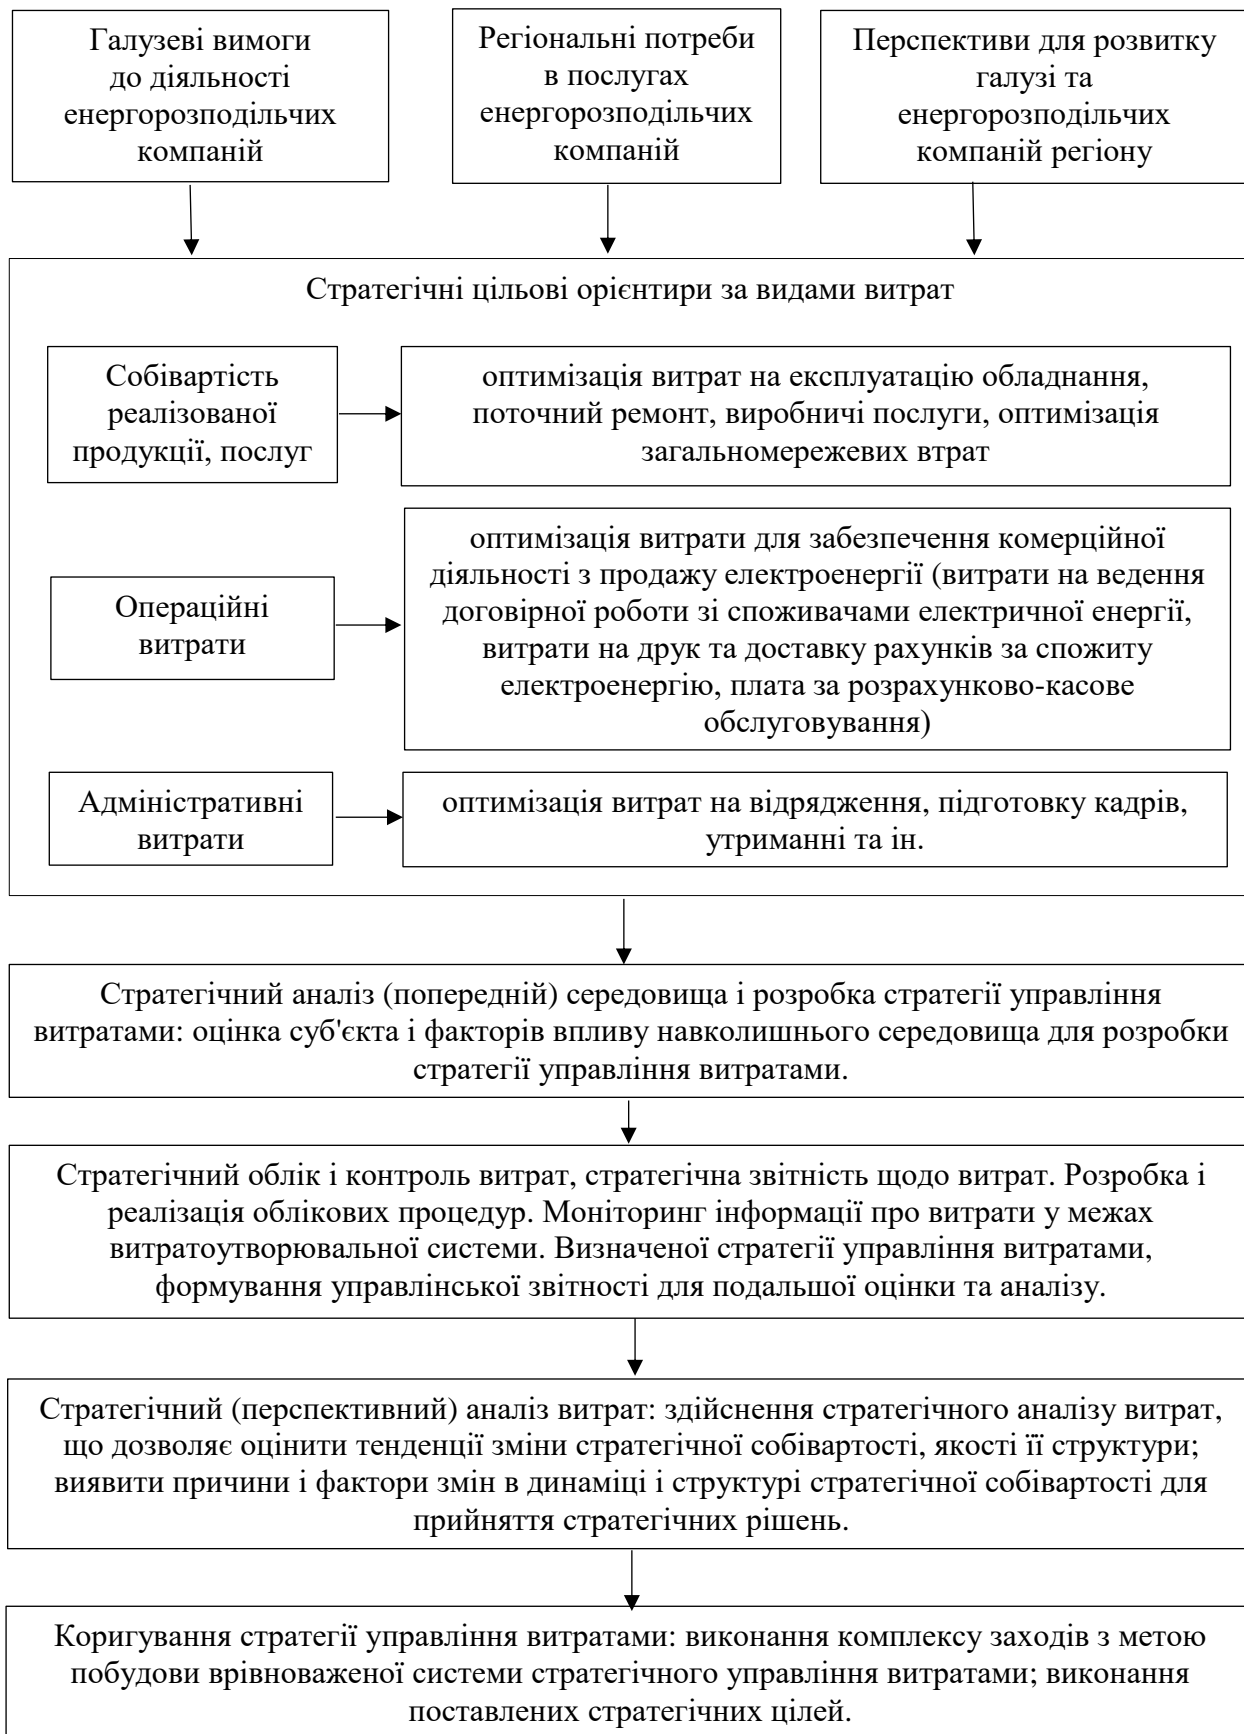 Галузеві вимоги
до діяльності
енергорозподільчих
компаній
Регіональні потреби
в послугах
енергорозподільчих
компаній
Перспективи для розвитку
галузі та
енергорозподільчих
компаній регіону
Стратегічні цільові орієнтири за видами витрат
Собівартість
реалізованої
продукції, послуг
оптимізація витрат на експлуатацію обладнання,
поточний ремонт, виробничі послуги, оптимізація
загальномережевих втрат
Операційні
витрати
оптимізація витрати для забезпечення комерційної
діяльності з продажу електроенергії (витрати на ведення
договірної роботи зі споживачами електричної енергії,
витрати на друк та доставку рахунків за спожиту
електроенергію, плата за розрахунково-касове
обслуговування)
Адміністративні
витрати
оптимізація витрат на відрядження, підготовку кадрів,
утриманні та ін.
Стратегічний аналіз (попередній) середовища і розробка стратегії управління
витратами: оцінка суб'єкта і факторів впливу навколишнього середовища для розробки
стратегії управління витратами.
Стратегічний облік і контроль витрат, стратегічна звітність щодо витрат. Розробка і
реалізація облікових процедур. Моніторинг інформації про витрати у межах
витратоутворювальної системи. Визначеної стратегії управління витратами,
формування управлінської звітності для подальшої оцінки та аналізу.
Стратегічний (перспективний) аналіз витрат: здійснення стратегічного аналізу витрат,
що дозволяє оцінити тенденції зміни стратегічної собівартості, якості її структури;
виявити причини і фактори змін в динаміці і структурі стратегічної собівартості для
прийняття стратегічних рішень.
Коригування стратегії управління витратами: виконання комплексу заходів з метою
побудови врівноваженої системи стратегічного управління витратами; виконання
поставлених стратегічних цілей.